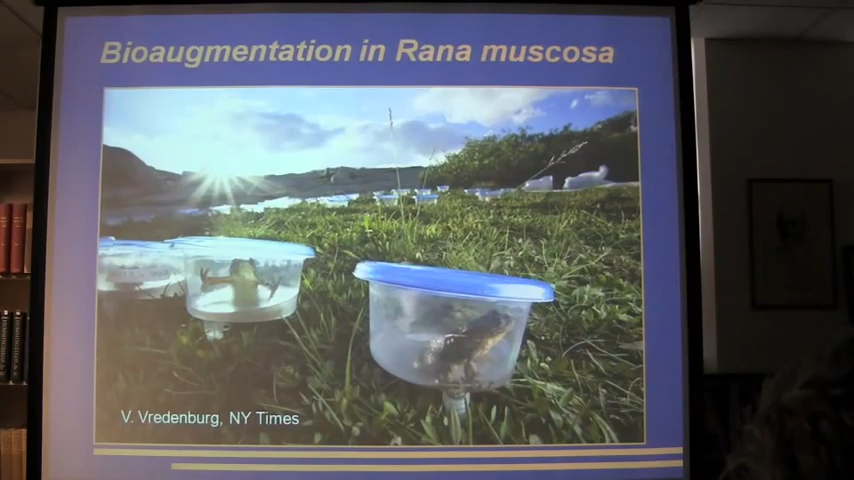 Bioaugmentation in Rana muscosa
V. Vredenburg, NY Times